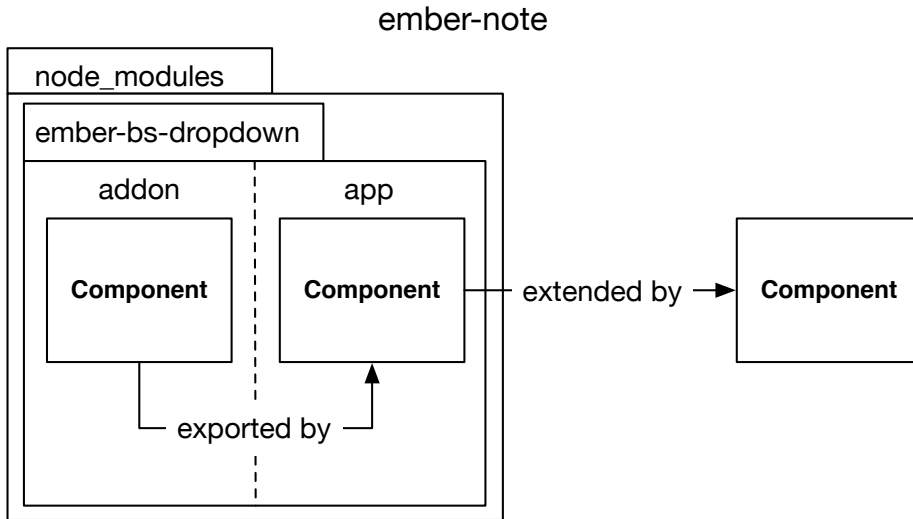 ember-note
node_modules
ember-bs-dropdown
addon
app
Component
Component
extended by
Component
exported by